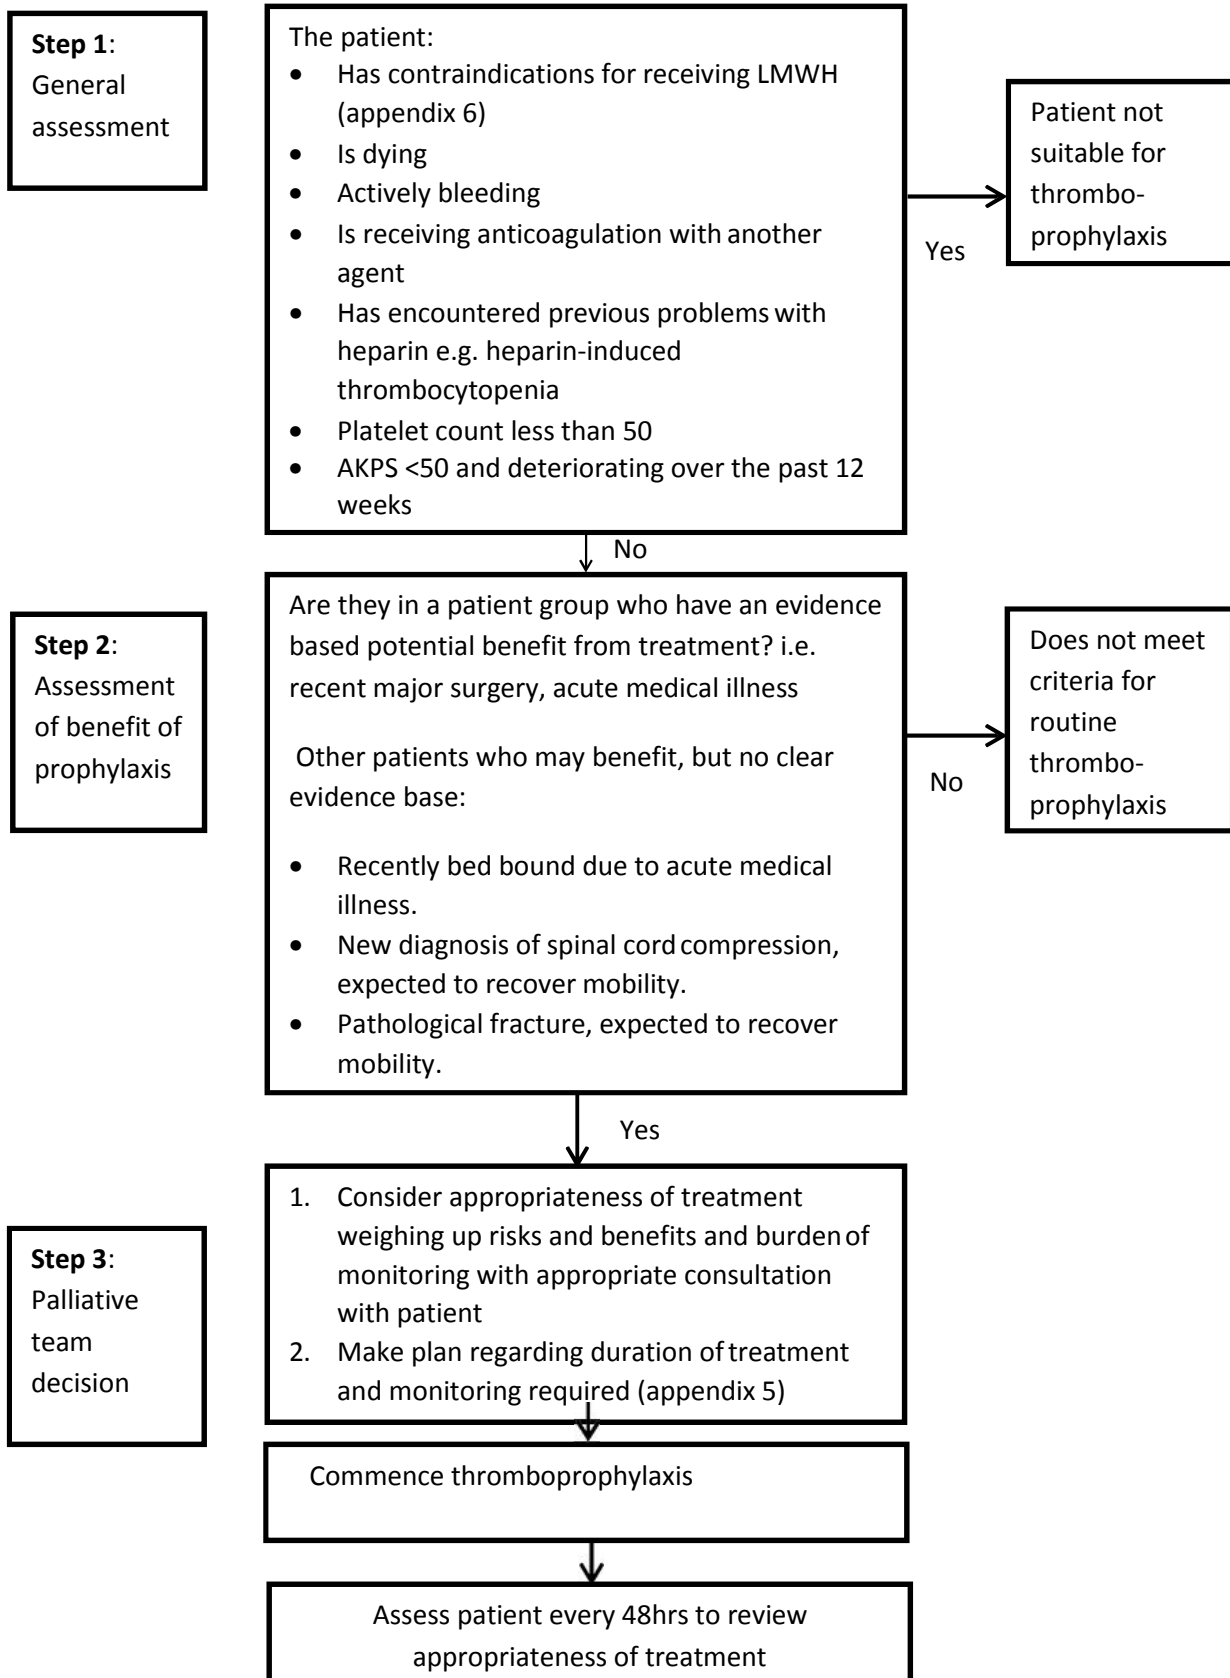 Step 1:
General
assessment
The patient:
• Has contraindications for receiving LMWH
(appendix 6)
• Is dying
• Actively bleeding
• Is receiving anticoagulation with another
agent
• Has encountered previous problems with
heparin e.g. heparin-induced
thrombocytopenia
• Platelet count less than 50
• AKPS <50 and deteriorating over the past 12
weeks
Yes
Patient not
suitable for
thrombo-
prophylaxis
No
Step 2:
Assessment
of benefit of
prophylaxis
Are they in a patient group who have an evidence
based potential benefit from treatment? i.e.
recent major surgery, acute medical illness
Other patients who may benefit, but no clear
evidence base:
• Recently bed bound due to acute medical
illness.
• New diagnosis of spinal cord compression,
expected to recover mobility.
• Pathological fracture, expected to recover
mobility.
No
Does not meet
criteria for
routine
thrombo-
prophylaxis
Yes
Step 3:
Palliative
team
decision
1. Consider appropriateness of treatment
weighing up risks and benefits and burden of
monitoring with appropriate consultation
with patient
2. Make plan regarding duration of treatment
and monitoring required (appendix 5)
Commence thromboprophylaxis
Assess patient every 48hrs to review
appropriateness of treatment